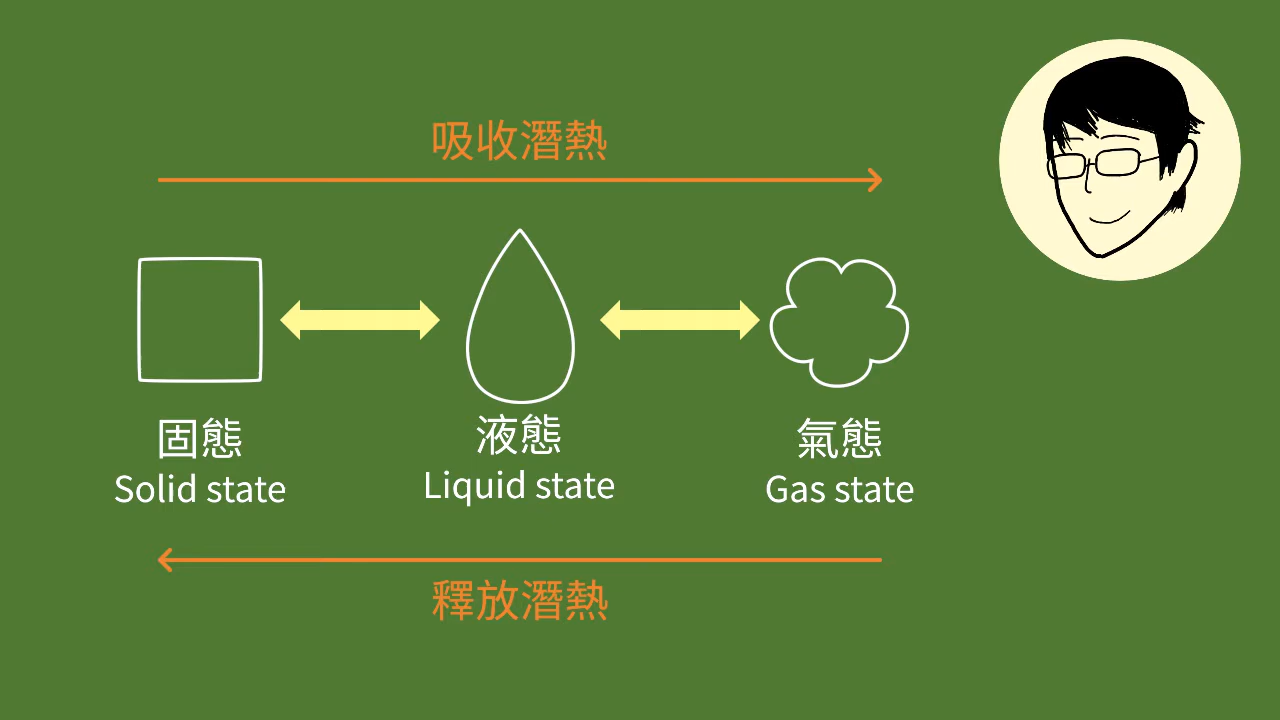 吸收潛熱
固態
Solid state
液態
Liquid state
氣態
Gas state
釋放潛熱